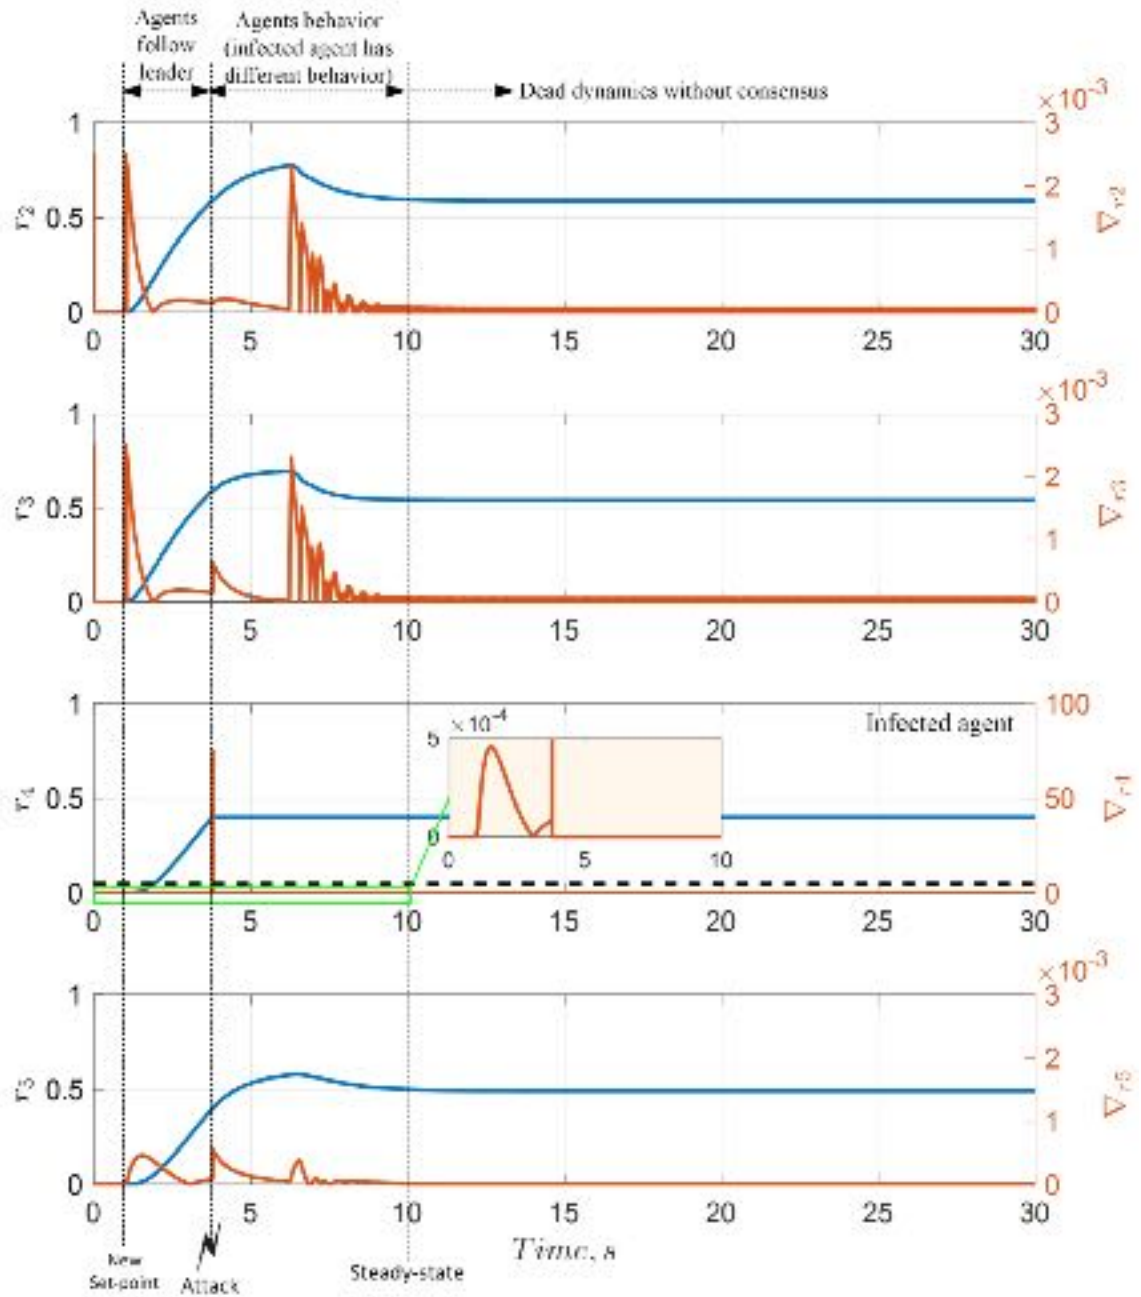 Agents
follow
leader
Agents behavior
(infected agent has
different behavior)
Dead dynamics without consensus
×10⁻³
1
0.5
0
r2
3
2
1
0
∇r2
0 5 10 15 20 25 30
×10⁻³
1
0.5
0
r3
3
2
1
0
∇r3
0 5 10 15 20 25 30
1
0.5
0
r4
100
50
0
∇r4
Infected agent
5 × 10⁻⁴
0
0 5 10
0 5 10 15 20 25 30
×10⁻³
1
0.5
0
r5
3
2
1
0
∇r5
0 5 10 15 20 25 30
Time, s
New
Set-point
Attack
Steady-state